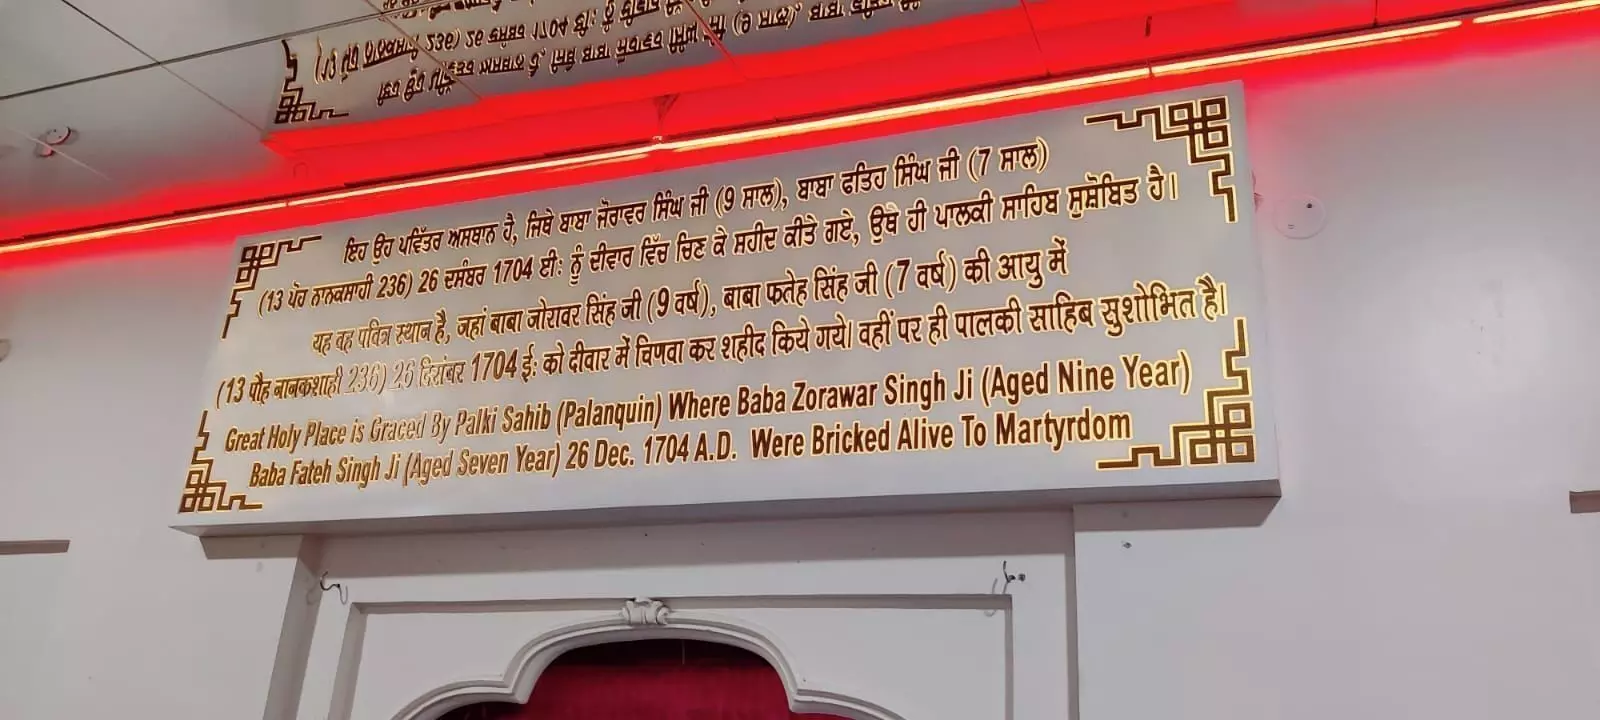 ਇਹ ਉਹ ਪਵਿੱਤਰ ਅਸਥਾਨ ਹੈ, ਜਿਥੇ ਬਾਬਾ ਜੋਰਾਵਰ ਸਿੰਘ ਜੀ (9 ਸਾਲ), ਬਾਬਾ ਫਤਿਹ ਸਿੰਘ ਜੀ (7 ਸਾਲ)
(13 ਪੋਹ ਨਾਨਕਸਾਹੀ 236) 26 ਦਸੰਬਰ 1704 ਈ: ਨੂੰ ਦੀਵਾਰ ਵਿੱਚ ਚਿਣ ਕੇ ਸਹੀਦ ਕੀਤੇ ਗਏ, ਉਥੇ ਹੀ ਪਾਲਕੀ ਸਾਹਿਬ ਸੁਸ਼ੋਭਿਤ ਹੈ।
यह वह पवित्र स्थान है, जहां बाबा जोरावर सिंह जी (9 वर्ष), बाबा फतेह सिंह जी (7 वर्ष) की आयु में
(13 पौह नानकशाही 236) 26 दिसंबर 1704 ई: को दीवार में चिणवा कर शहीद किये गये। वहीं पर ही पालकी साहिब सुशोभित है।
Great Holy Place is Graced By Palki Sahib (Palanquin) Where Baba Zorawar Singh Ji (Aged Nine Year)
Baba Fateh Singh Ji (Aged Seven Year) 26 Dec. 1704 A.D. Were Bricked Alive To Martyrdom